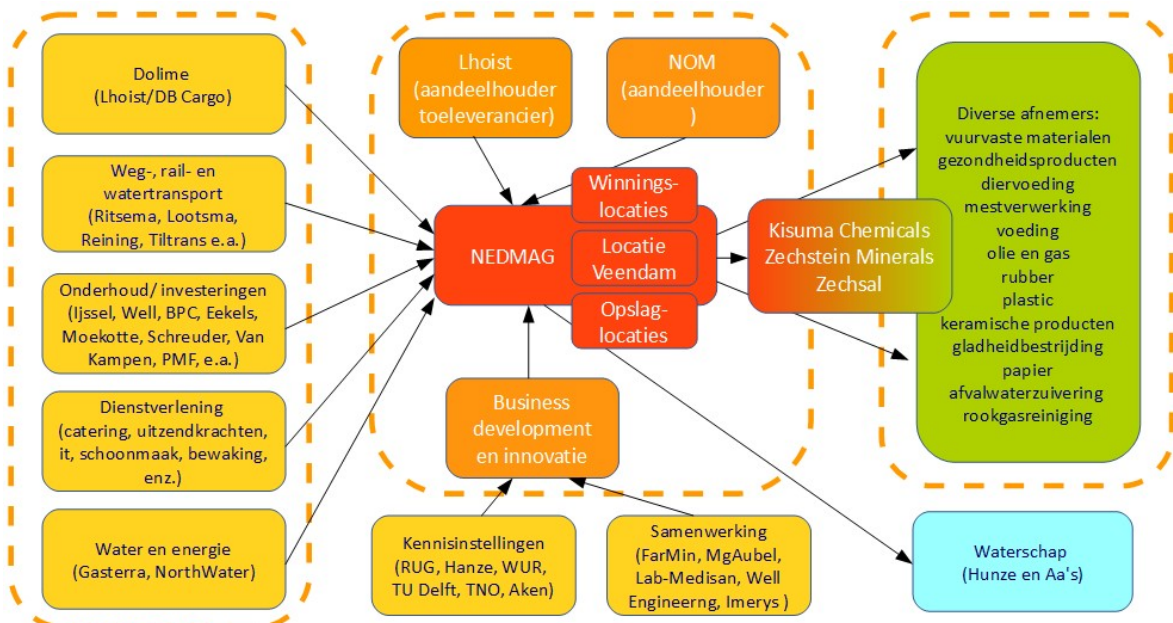 Dolime
(Lhoist/DB Cargo)
Weg-, rail- en
watertransport
(Ritsema, Lootsma,
Reining, Tiltrans e.a.)
Onderhoud/ investeringen
(Ijssel, Well, BPC, Eekels,
Moekotte, Schreuder, Van
Kampen, PMF, e.a.)
Dienstverlening
(catering, uitzendkrachten,
it, schoonmaak, bewaking,
enz.)
Water en energie
(Gasterra, NorthWater)
Lhoist
(aandeelhouder
toeleverancier)
NOM
(aandeelhouder
)
NEDMAG
Winnings-
locaties
Locatie
Veendam
Opslag-
locaties
Business
development
en innovatie
Kennisinstellingen
(RUG, Hanze, WUR,
TU Delft, TNO, Aken)
Samenwerking
(FarMin, MgAubel,
Lab-Medisan, Well
Engineerng, Imerys )
Kisuma Chemicals
Zechstein Minerals
Zechsal
Diverse afnemers:
vuurvaste materialen
gezondheidsproducten
diervoeding
mestverwerking
voeding
olie en gas
rubber
plastic
keramische producten
gladheidbestrijding
papier
afvalwaterzuivering
rookgasreiniging
Waterschap
(Hunze en Aa's)